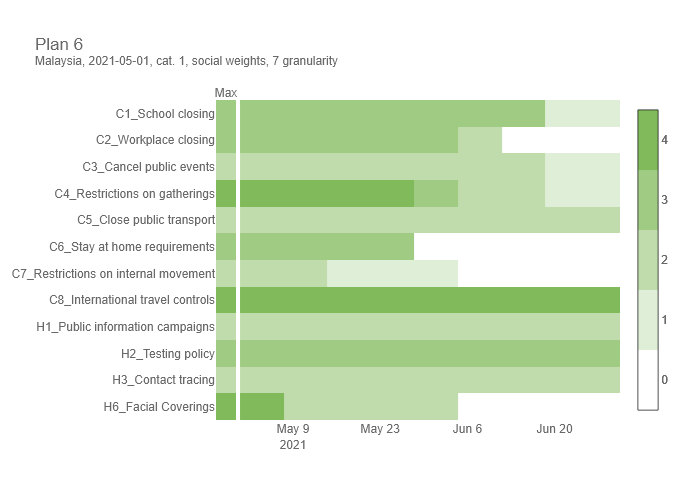 Plan 6
Malaysia, 2021-05-01, cat. 1, social weights, 7 granularity
Max
C1_School closing
C2_Workplace closing
C3_Cancel public events
C4_Restrictions on gatherings
C5_Close public transport
C6_Stay at home requirements
C7_Restrictions on internal movement
C8_International travel controls
H1_Public information campaigns
H2_Testing policy
H3_Contact tracing
H6_Facial Coverings
May 9 May 23 Jun 6 Jun 20
2021
4
3
2
1
0